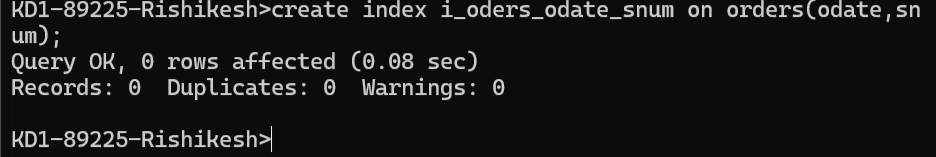 KD1-89225-Rishikesh>create index i_oders_odate_snum on orders(odate,sn
um);
Query OK, 0 rows affected (0.08 sec)
Records: 0  Duplicates: 0  Warnings: 0
KD1-89225-Rishikesh>